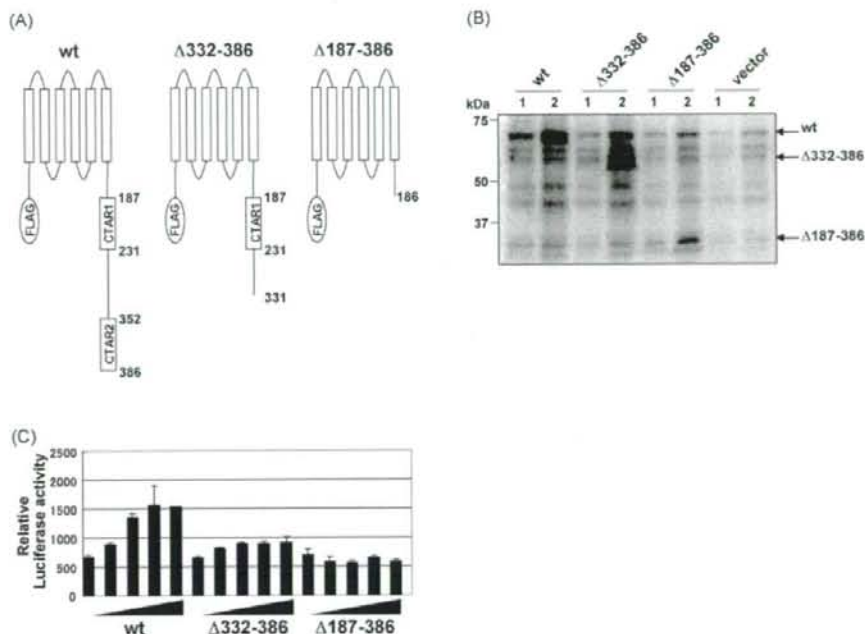 (A)
wt
Δ332-386
Δ187-386
FLAG
CTAR1
187
231
352
CTAR2
386
FLAG
CTAR1
187
231
331
FLAG
186
(B)
wt
Δ332-386
Δ187-386
vector
kDa
1 2 1 2 1 2 1 2
75
50
37
wt
Δ332-386
Δ187-386
(C)
Relative
Luciferase activity
2500
2000
1500
1000
500
0
wt
Δ332-386
Δ187-386